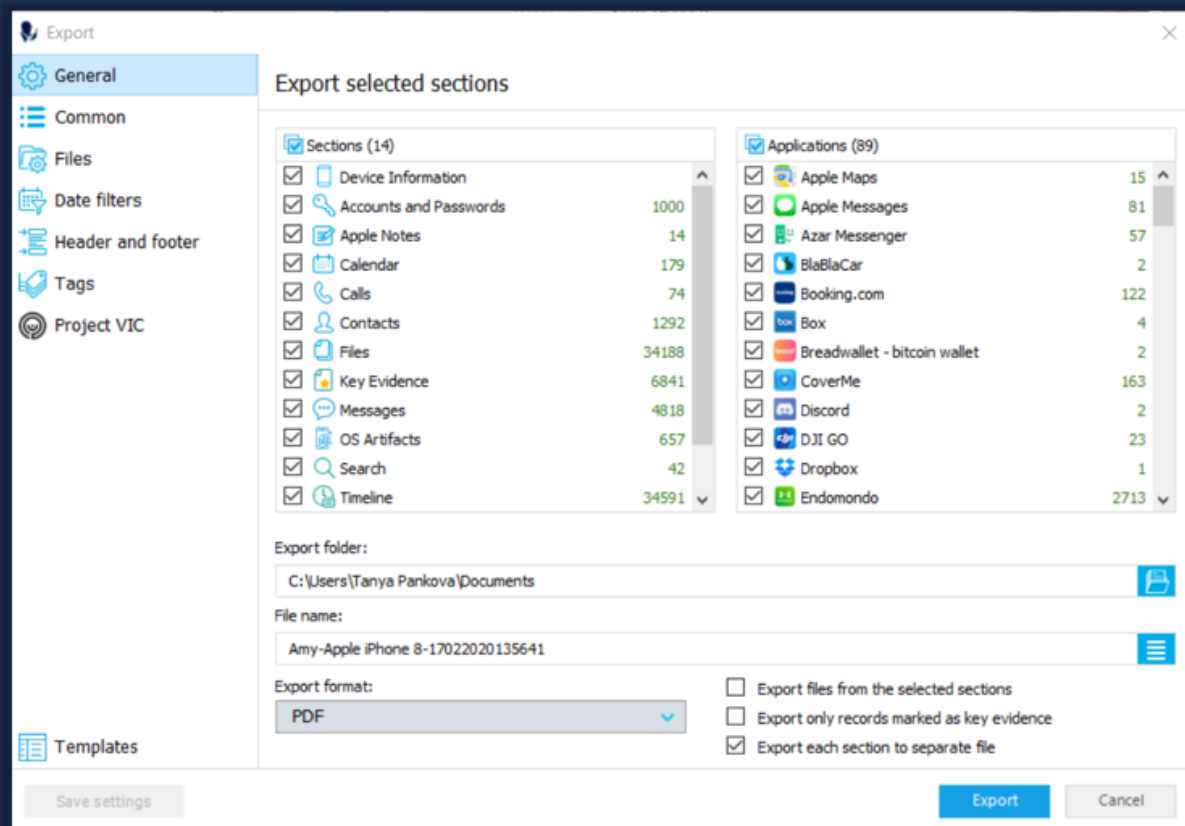 Export
General
Common
Files
Date filters
Header and footer
Tags
Project VIC
Templates
Save settings
Export selected sections
Sections (14)
Device Information
Accounts and Passwords 1000
Apple Notes 14
Calendar 179
Calls 74
Contacts 1292
Files 34188
Key Evidence 6841
Messages 4818
OS Artifacts 657
Search 42
Timeline 34591
Applications (89)
Apple Maps 15
Apple Messages 81
Azar Messenger 57
BlaBlaCar 2
Booking.com 122
Box 4
Breadwallet - bitcoin wallet 2
CoverMe 163
Discord 2
DJI GO 23
Dropbox 1
Endomondo 2713
Export folder:
C:\Users\Tanya Pankova\Documents
File name:
Amy-Apple iPhone 8-17022020135641
Export format:
PDF
Export files from the selected sections
Export only records marked as key evidence
Export each section to separate file
Export
Cancel